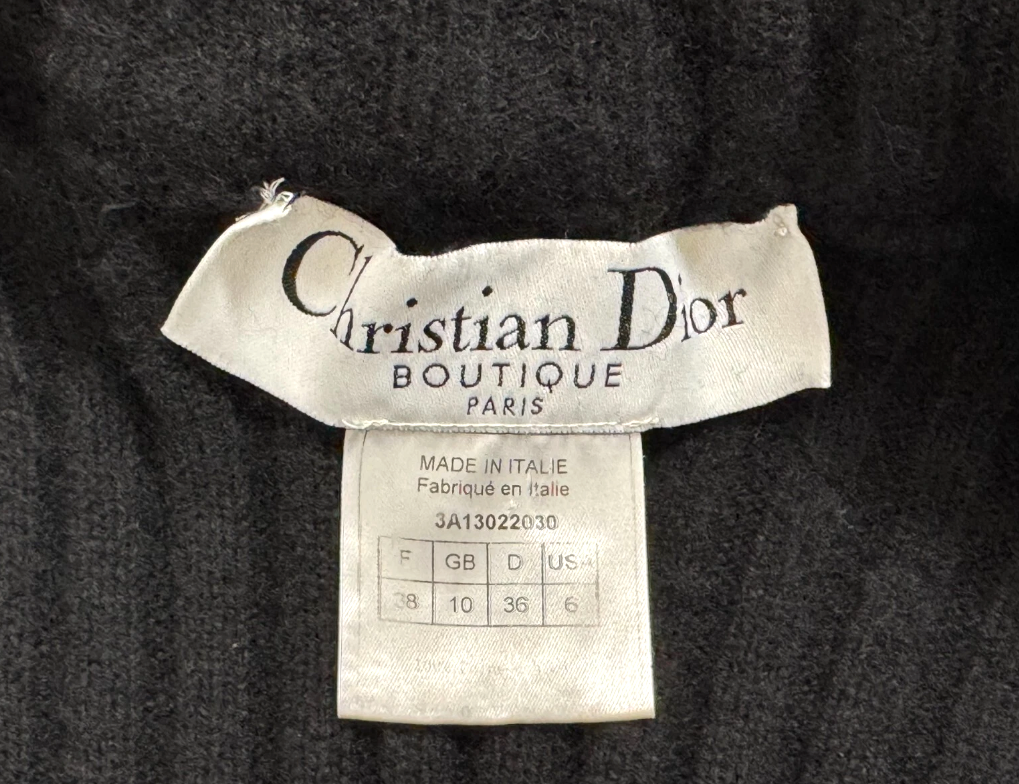 Christian Dior
BOUTIQUE
PARIS
MADE IN ITALIE
Fabriqué en Italie
3A13022030
F GB D USA
38 10 36 6